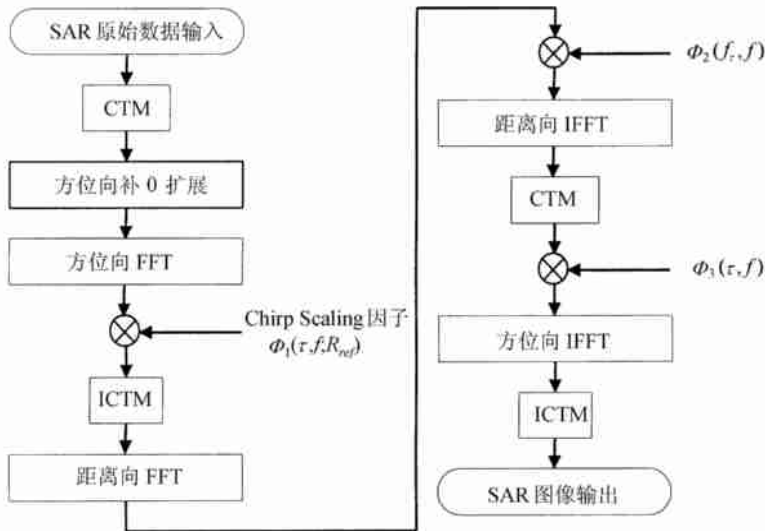 SAR 原始数据输入
CTM
方位向补 0 扩展
方位向 FFT
Chirp Scaling 因子
Φ₁(τ,f,R_ref)
ICTM
距离向 FFT
Φ₂(f_τ,f)
距离向 IFFT
CTM
Φ₃(τ,f)
方位向 IFFT
ICTM
SAR 图像输出